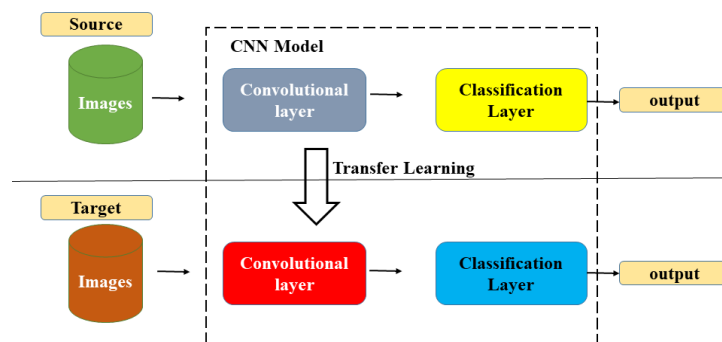 Source
CNN Model
Images
Convolutional
layer
Classification
Layer
output
Transfer Learning
Target
Images
Convolutional
layer
Classification
Layer
output